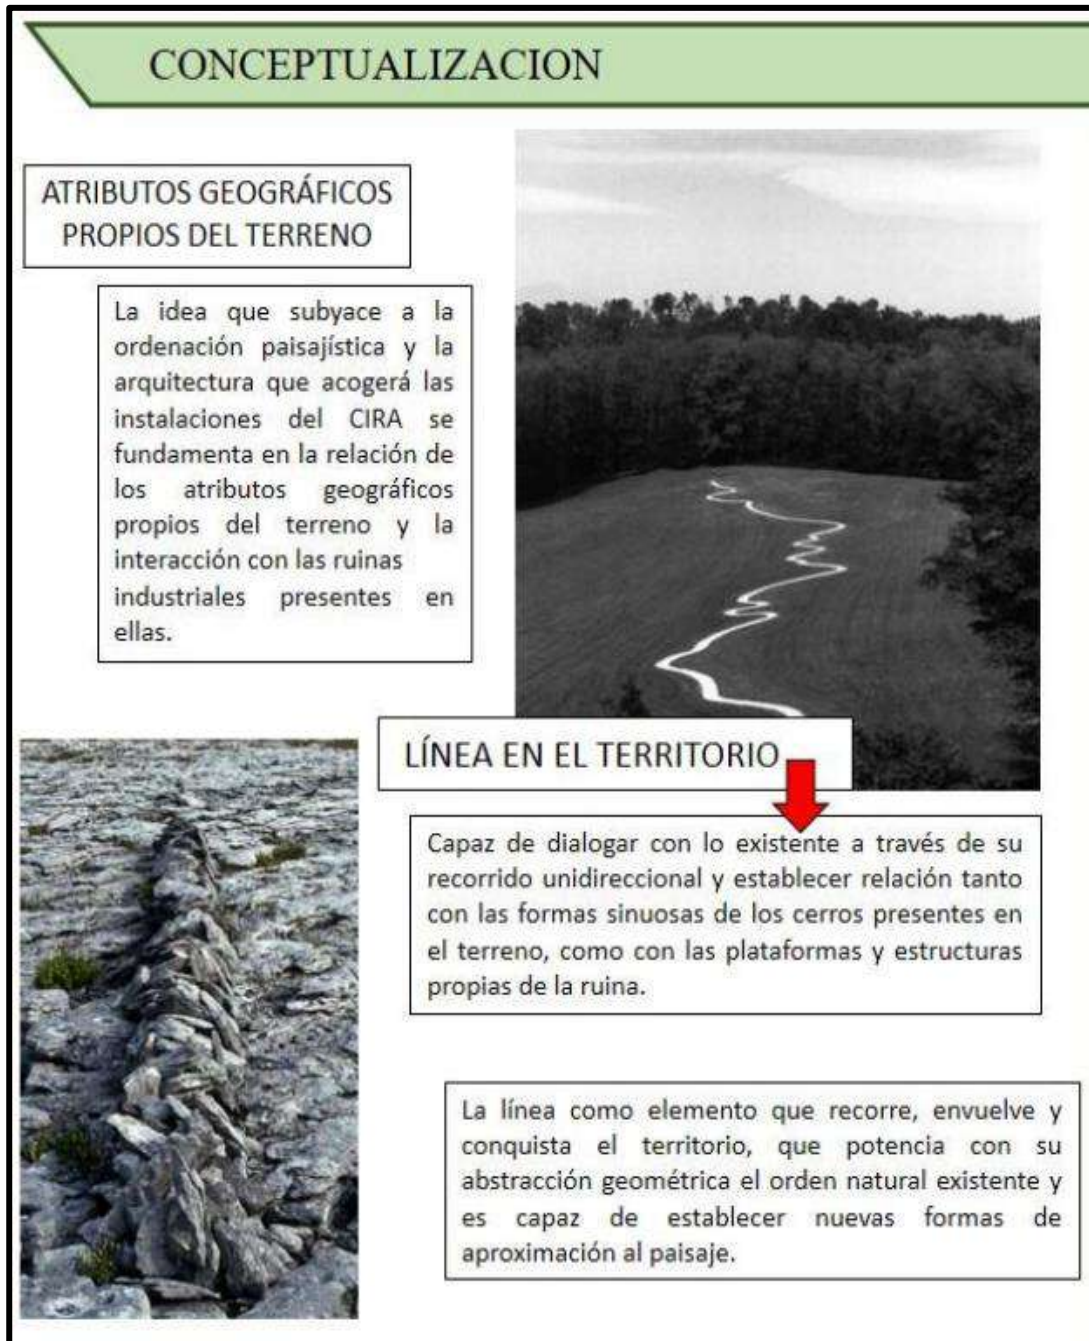 CONCEPTUALIZACION
ATRIBUTOS GEOGRÁFICOS
PROPIOS DEL TERRENO
La idea que subyace a la
ordenación paisajística y la
arquitectura que acogerá las
instalaciones del CIRA se
fundamenta en la relación de
los atributos geográficos
propios del terreno y la
interacción con las ruinas
industriales presentes en
ellas.
LÍNEA EN EL TERRITORIO
Capaz de dialogar con lo existente a través de su
recorrido unidireccional y establecer relación tanto
con las formas sinuosas de los cerros presentes en
el terreno, como con las plataformas y estructuras
propias de la ruina.
La línea como elemento que recorre, envuelve y
conquista el territorio, que potencia con su
abstracción geométrica el orden natural existente y
es capaz de establecer nuevas formas de
aproximación al paisaje.